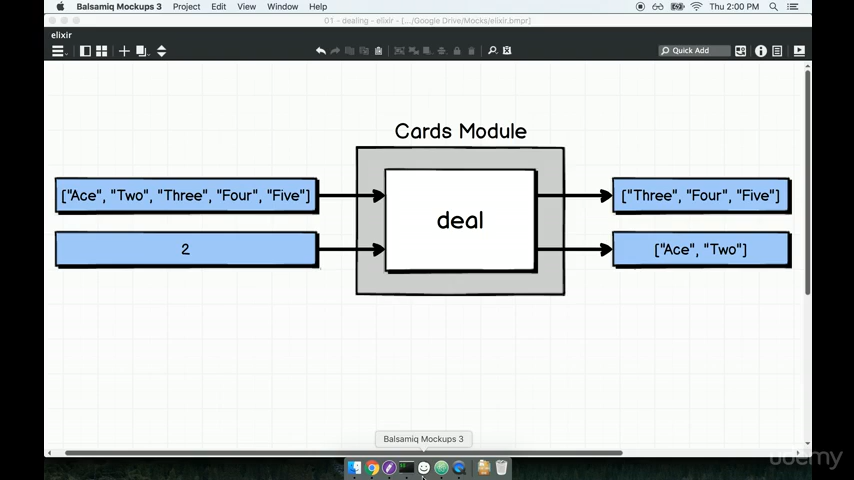 Balsamiq Mockups 3 Project Edit View Window Help Thu 2:00 PM
01 - dealing - elixir - [.../Google Drive/Mocks/elixir.bmpr]
elixir
Quick Add
Cards Module
["Ace", "Two", "Three", "Four", "Five"]
2
deal
["Three", "Four", "Five"]
["Ace", "Two"]
Balsamiq Mockups 3
udemy